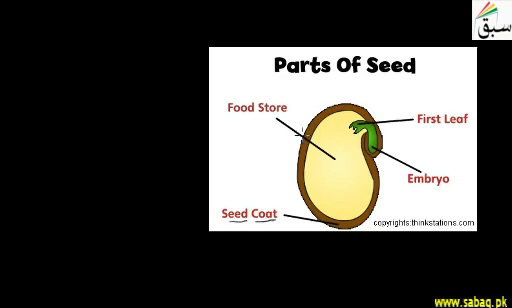 سبق
Parts Of Seed
Food Store
First Leaf
Embryo
Seed Coat
copyrights:thinkstations.com
www.sabaq.pk